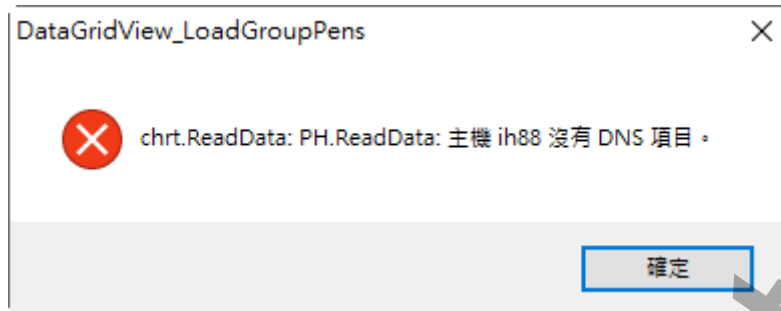 DataGridView_LoadGroupPens
chrt.ReadData: PH.ReadData: 主機 ih88 沒有 DNS 項目。
確定